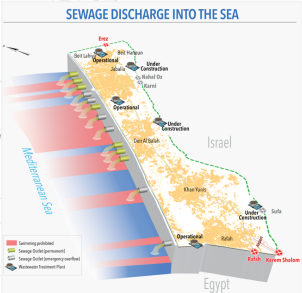 SEWAGE DISCHARGE INTO THE SEA
Erez
Beit Lahiya
Beit Hanoun
Operational
Jabalia
Under
Construction
Nahal Oz
Karni
Operational
Under
Construction
Deir Al Balah
Israel
Mediterranean Sea
Khan Yunis
Under
Construction
Sufa
Operational
Rafah
Rafah
Kerem Shalom
Egypt
Swimming prohibited
Sewage Outlet (permanent)
Sewage Outlet (emergency overflow)
Wastewater Treatment Plant